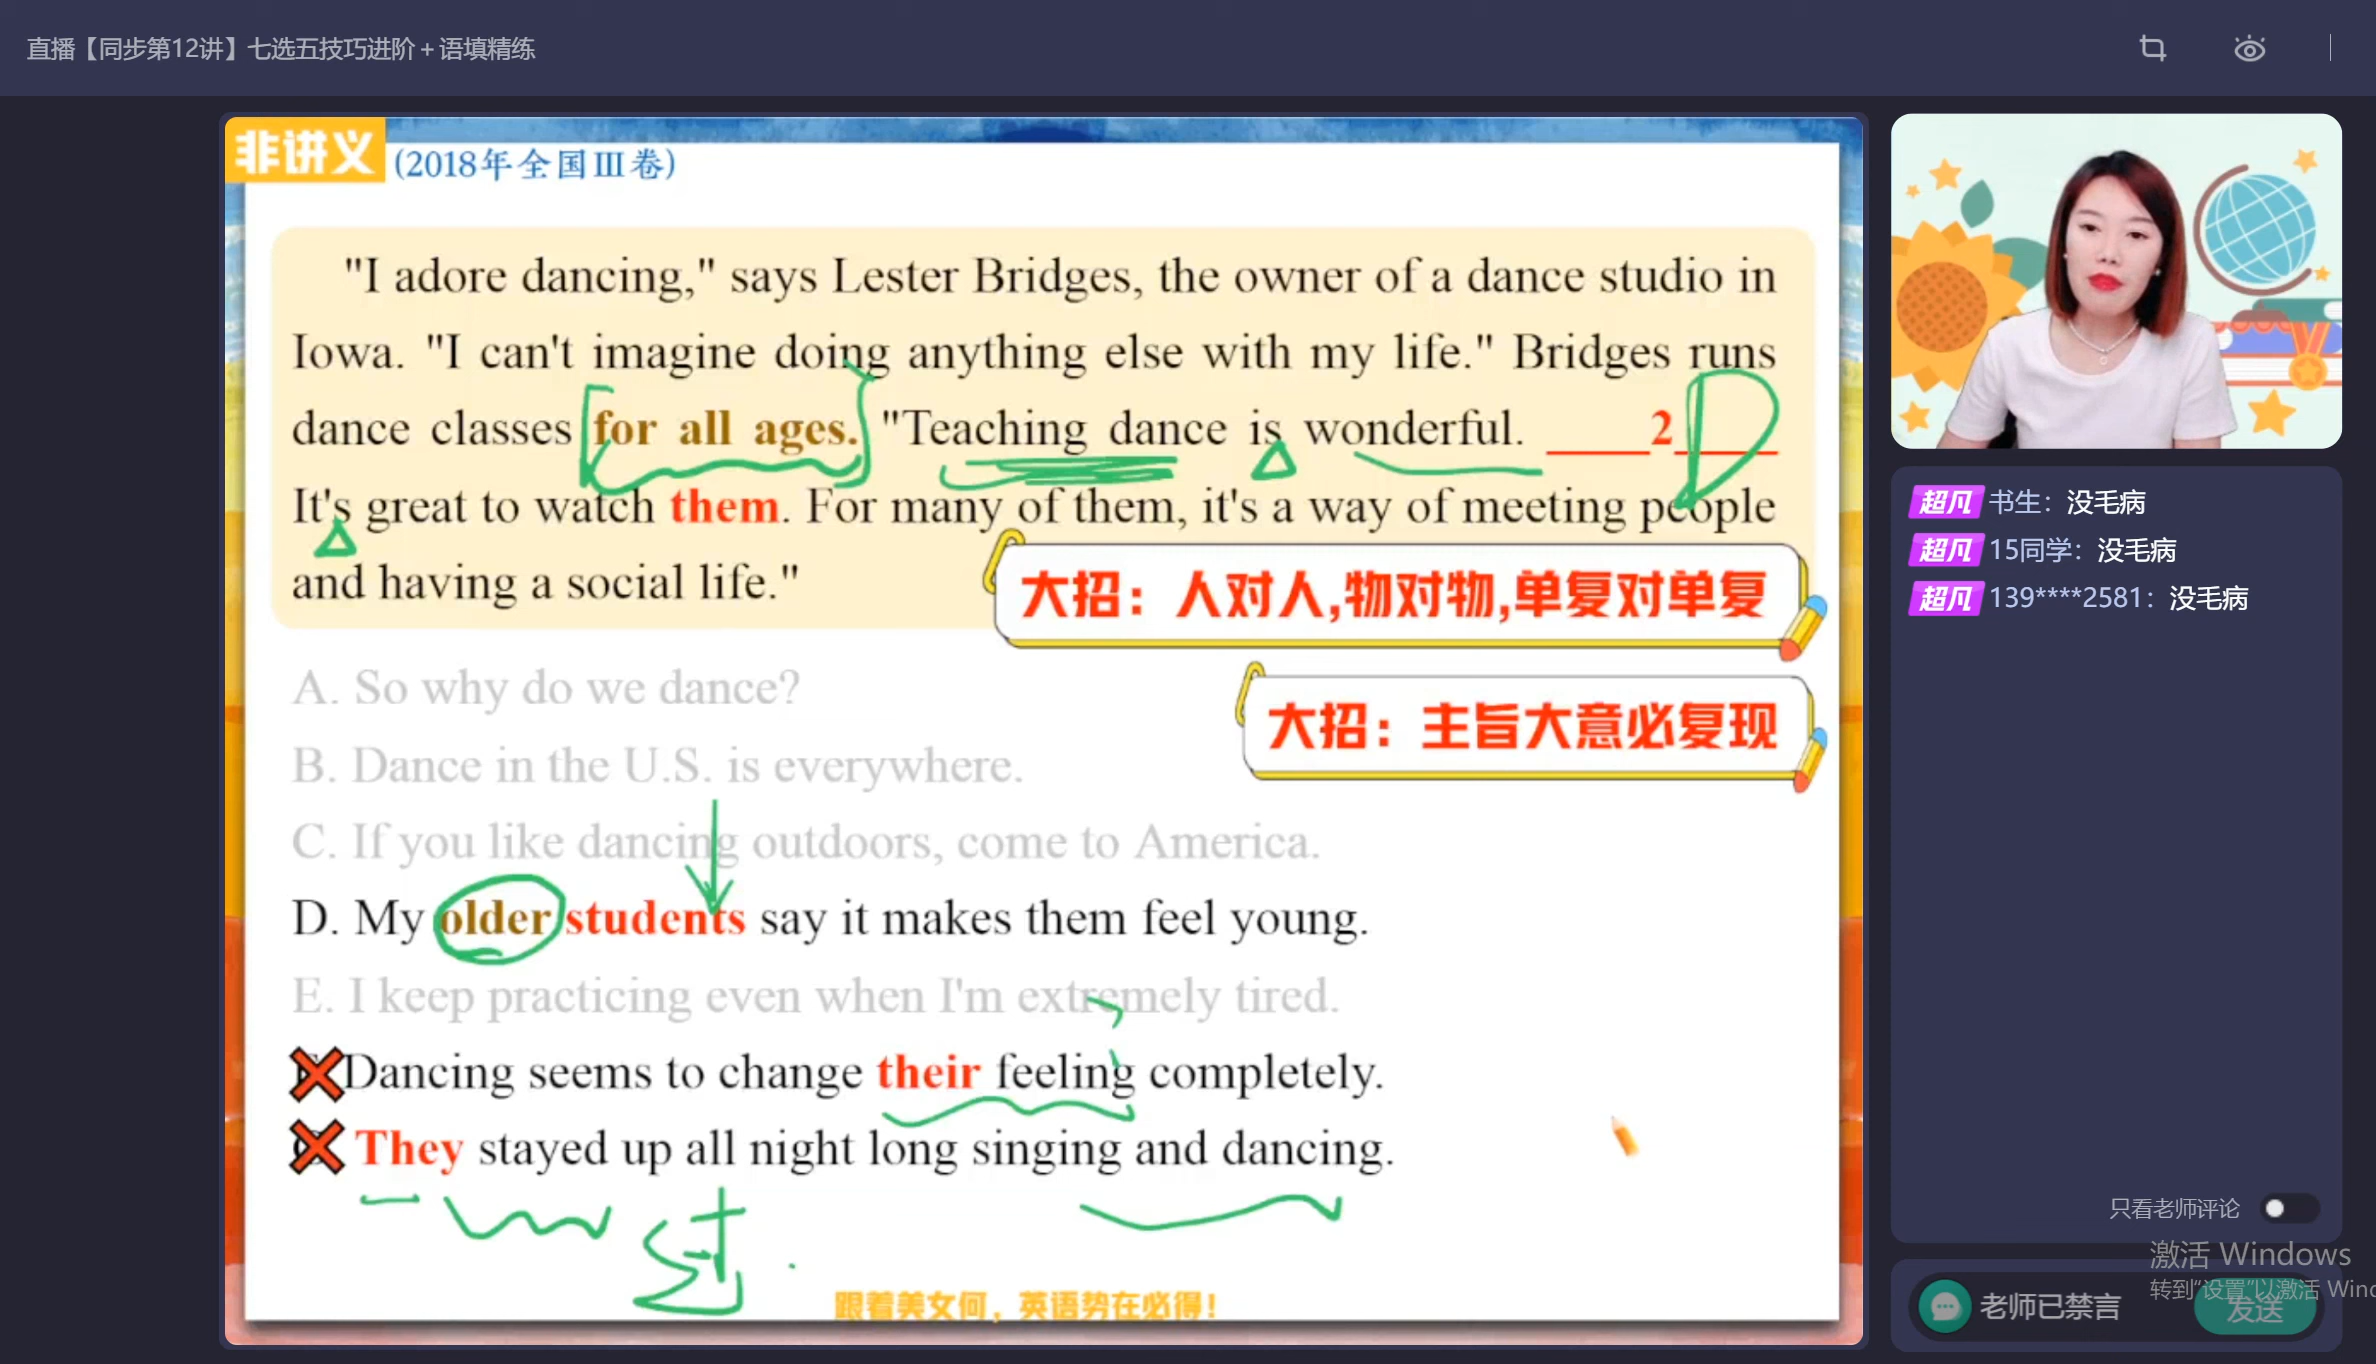 直播【同步第12讲】七选五技巧进阶+语填精练
非讲义
(2018年全国Ⅲ卷)
"I adore dancing," says Lester Bridges, the owner of a dance studio in
Iowa. "I can't imagine doing anything else with my life." Bridges runs
dance classes for all ages. "Teaching dance is wonderful. ____2____
It's great to watch them. For many of them, it's a way of meeting people
and having a social life."
D
大招：人对人,物对物,单复对单复
大招：主旨大意必复现
A. So why do we dance?
B. Dance in the U.S. is everywhere.
C. If you like dancing outdoors, come to America.
D. My older students say it makes them feel young.
E. I keep practicing even when I'm extremely tired.
Dancing seems to change their feeling completely.
They stayed up all night long singing and dancing.
跟着美女何，英语势在必得！
超凡 书生：没毛病
超凡 15同学：没毛病
超凡 139****2581：没毛病
只看老师评论
激活 Windows
转到"设置"以激活 Winc
老师已禁言
发送